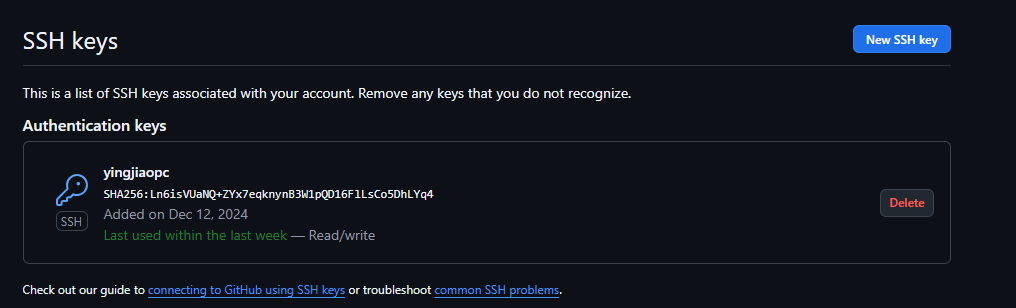 SSH keys
New SSH key
This is a list of SSH keys associated with your account. Remove any keys that you do not recognize.
Authentication keys
yingjiaopc
SHA256:Ln6isVUaNQ+ZYx7eqknynB3W1pQD16F1LsCo5DhLYq4
Added on Dec 12, 2024
Last used within the last week — Read/write
SSH
Delete
Check out our guide to connecting to GitHub using SSH keys or troubleshoot common SSH problems.